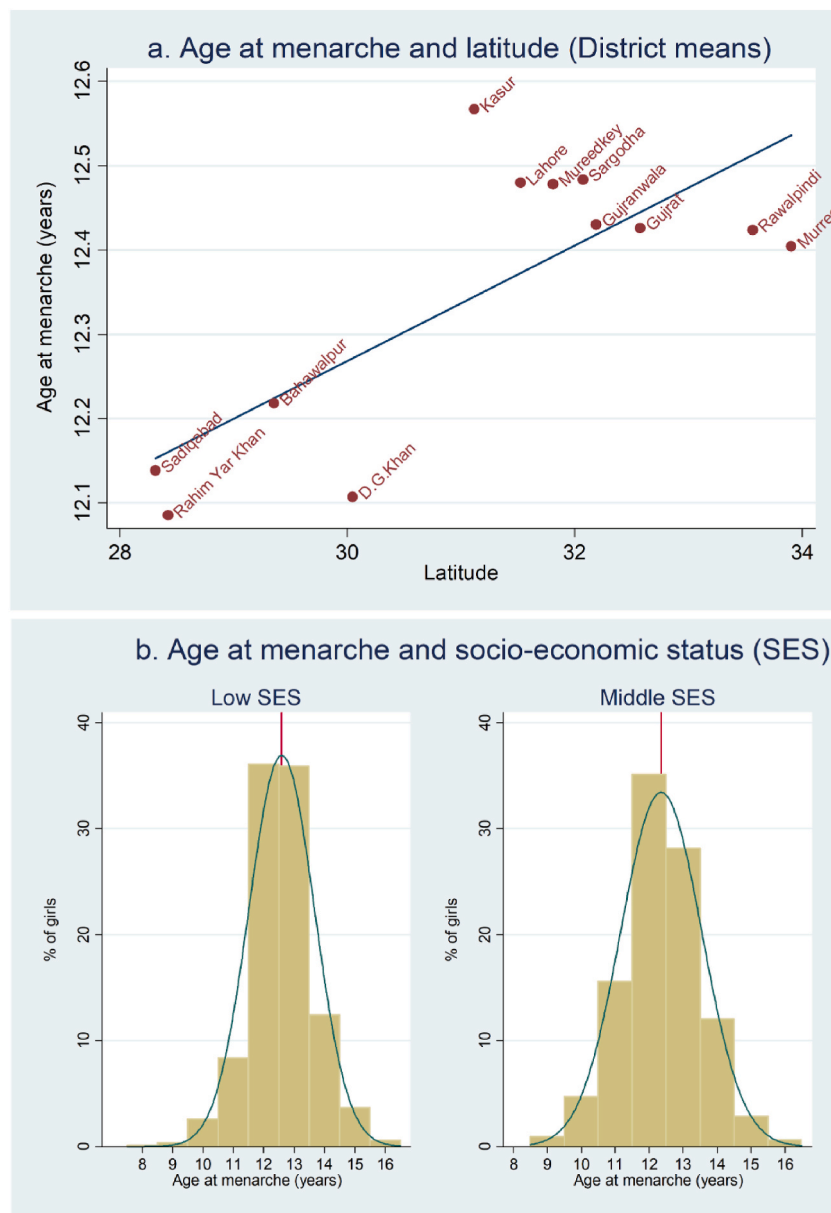 a. Age at menarche and latitude (District means)
Age at menarche (years)
12.6
12.5
12.4
12.3
12.2
12.1
Kasur
Lahore
Mureedkey
Sargodha
Gujranwala
Gujrat
Rawalpindi
Murree
Bahawalpur
Sadiqabad
Rahim Yar Khan
D.G.Khan
28 30 32 34
Latitude
b. Age at menarche and socio-economic status (SES)
Low SES
% of girls
40
30
20
10
0
8 9 10 11 12 13 14 15 16
Age at menarche (years)
Middle SES
% of girls
40
30
20
10
0
8 9 10 11 12 13 14 15 16
Age at menarche (years)